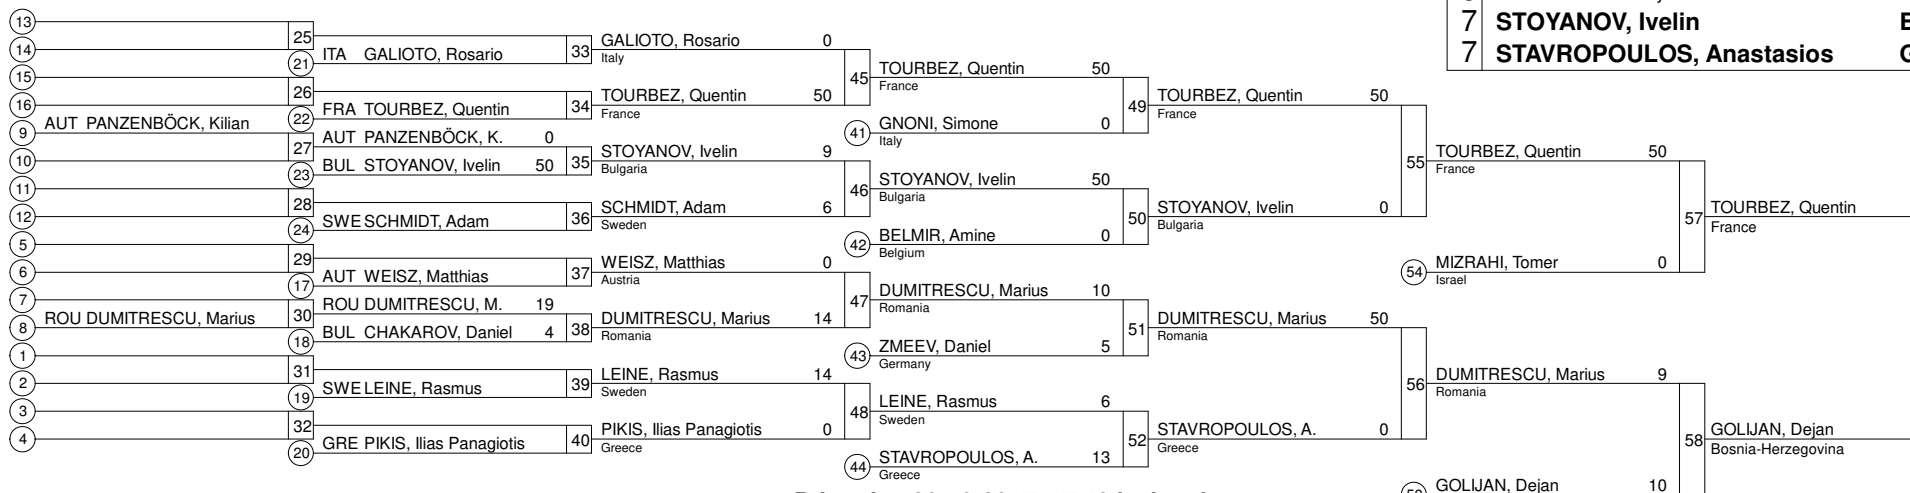 7 STOYANOV, Ivelin
7 STAVROPOULOS, Anastasios
13
14
15
16
9 AUT PANZENBÖCK, Kilian
10
11
12
5
6
7
8 ROU DUMITRESCU, Marius
1
2
3
4
25
21 ITA GALIOTO, Rosario
26
22 FRA TOURBEZ, Quentin
AUT PANZENBÖCK, K. 0
27
23 BUL STOYANOV, Ivelin 50
28
24 SWE SCHMIDT, Adam
29
17 AUT WEISZ, Matthias
ROU DUMITRESCU, M. 19
30
18 BUL CHAKAROV, Daniel 4
31
19 SWE LEINE, Rasmus
32
20 GRE PIKIS, Ilias Panagiotis
33 GALIOTO, Rosario 0
Italy
34 TOURBEZ, Quentin 50
France
35 STOYANOV, Ivelin 9
Bulgaria
36 SCHMIDT, Adam 6
Sweden
37 WEISZ, Matthias 0
Austria
38 DUMITRESCU, Marius 14
Romania
39 LEINE, Rasmus 14
Sweden
40 PIKIS, Ilias Panagiotis 0
Greece
45 TOURBEZ, Quentin 50
France
41 GNONI, Simone 0
Italy
46 STOYANOV, Ivelin 50
Bulgaria
42 BELMIR, Amine 0
Belgium
47 DUMITRESCU, Marius 10
Romania
43 ZMEEV, Daniel 5
Germany
48 LEINE, Rasmus 6
Sweden
44 STAVROPOULOS, A. 13
Greece
49 TOURBEZ, Quentin 50
France
50 STOYANOV, Ivelin 0
Bulgaria
51 DUMITRESCU, Marius 50
Romania
52 STAVROPOULOS, A. 0
Greece
55 TOURBEZ, Quentin 50
France
54 MIZRAHI, Tomer 0
Israel
56 DUMITRESCU, Marius 9
Romania
GOLIJAN, Dejan 10
57 TOURBEZ, Quentin
France
58 GOLIJAN, Dejan
Bosnia-Herzegovina